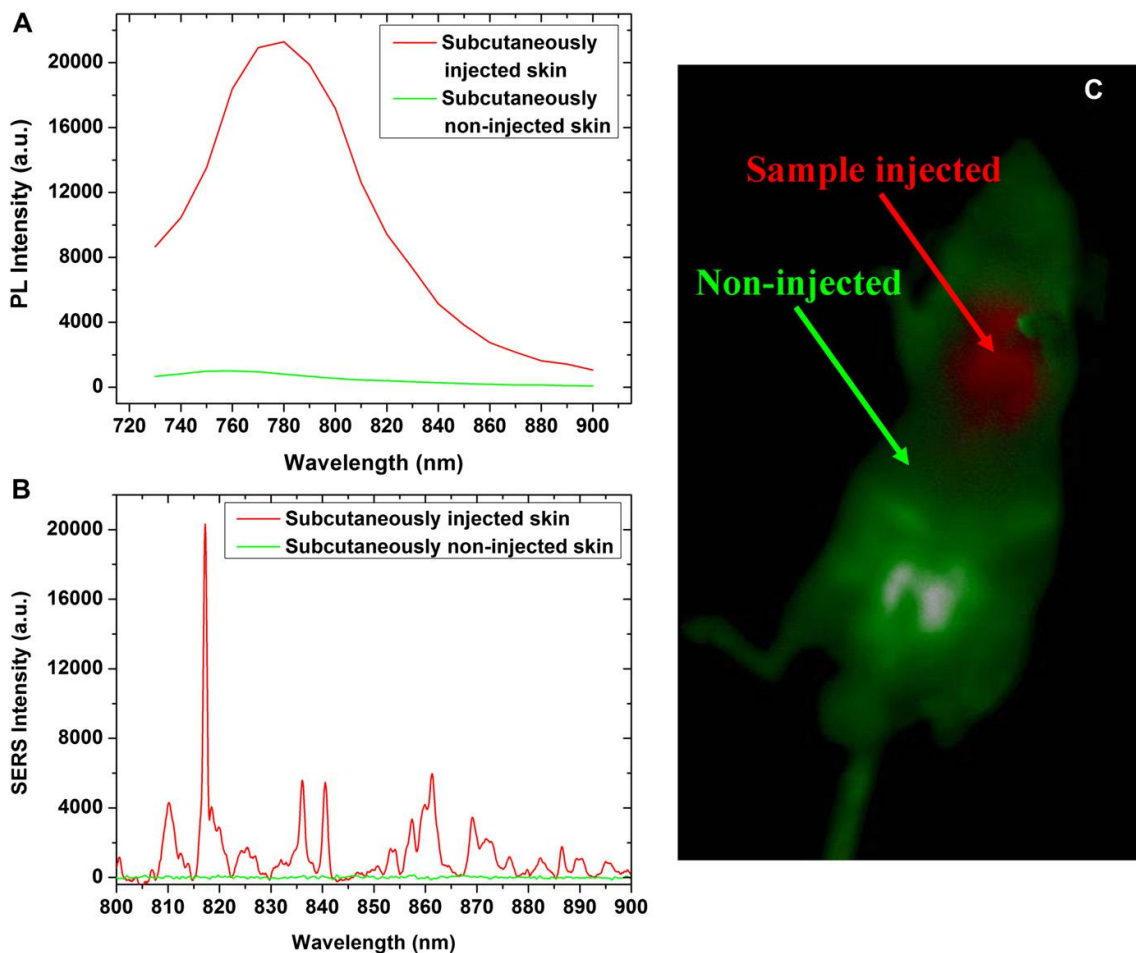 A
Subcutaneously
injected skin
Subcutaneously
non-injected skin
20000
16000
12000
8000
4000
0
PL Intensity (a.u.)
720 740 760 780 800 820 840 860 880 900
Wavelength (nm)
B
Subcutaneously injected skin
Subcutaneously non-injected skin
20000
16000
12000
8000
4000
0
SERS Intensity (a.u.)
800 810 820 830 840 850 860 870 880 890 900
Wavelength (nm)
C
Sample injected
Non-injected